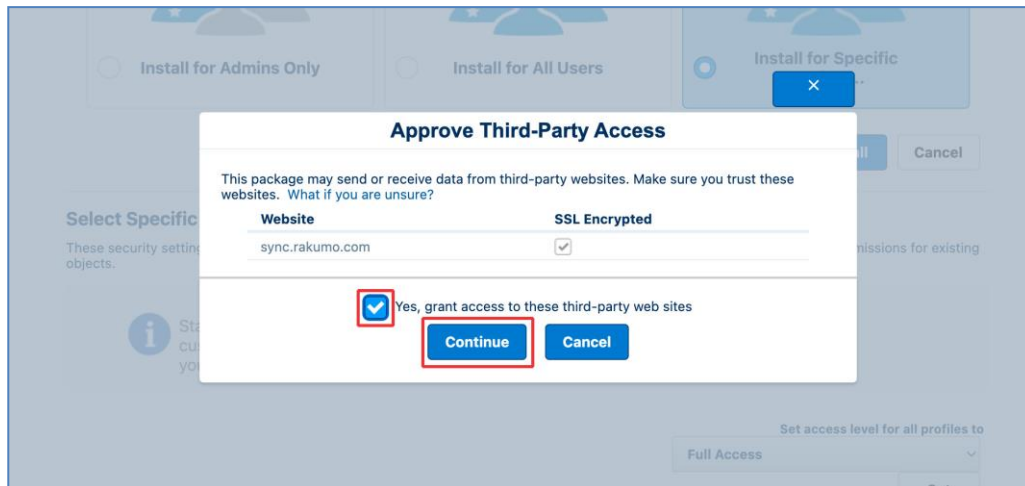 Install for Admins Only
Install for All Users
Install for Specific
Approve Third-Party Access
Cancel
This package may send or receive data from third-party websites. Make sure you trust these
websites. What if you are unsure?
Website SSL Encrypted
Select Specific
sync.rakumo.com
These security setting
missions for existing
objects.
Yes, grant access to these third-party web sites
Continue Cancel
Set access level for all profiles to
Full Access